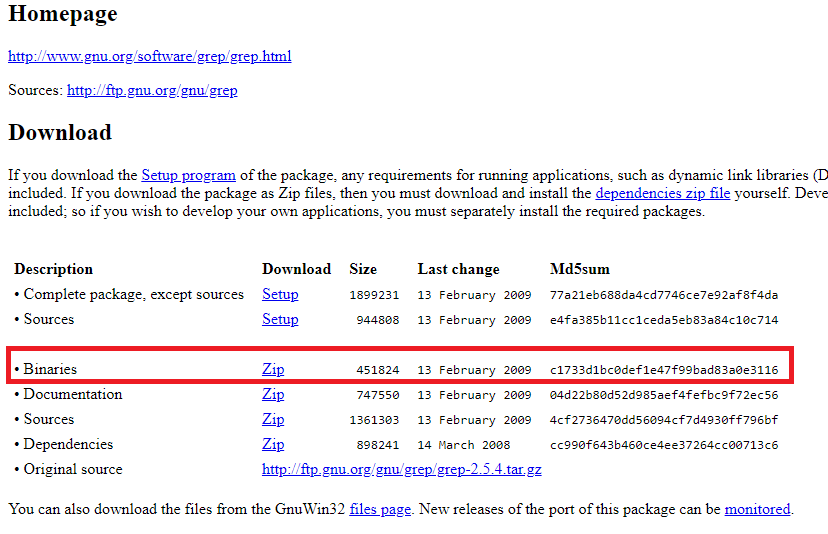 Homepage
http://www.gnu.org/software/grep/grep.html
Sources: http://ftp.gnu.org/gnu/grep
Download
If you download the Setup program of the package, any requirements for running applications, such as dynamic link libraries (D
included. If you download the package as Zip files, then you must download and install the dependencies zip file yourself. Deve
included; so if you wish to develop your own applications, you must separately install the required packages.
Description Download Size Last change Md5sum
• Complete package, except sources Setup 1899231 13 February 2009 77a21eb688da4cd7746ce7e92af8f4da
• Sources Setup 944808 13 February 2009 e4fa385b11cc1ceda5eb83a84c10c714
• Binaries Zip 451824 13 February 2009 c1733d1bc0def1e47f99bad83a0e3116
• Documentation Zip 747550 13 February 2009 04d22b80d52d985aef4fefbc9f72ec56
• Sources Zip 1361303 13 February 2009 4cf2736470dd56094cf7d4930ff796bf
• Dependencies Zip 898241 14 March 2008 cc990f643b460ce4ee37264cc00713c6
• Original source http://ftp.gnu.org/gnu/grep/grep-2.5.4.tar.gz
You can also download the files from the GnuWin32 files page. New releases of the port of this package can be monitored.